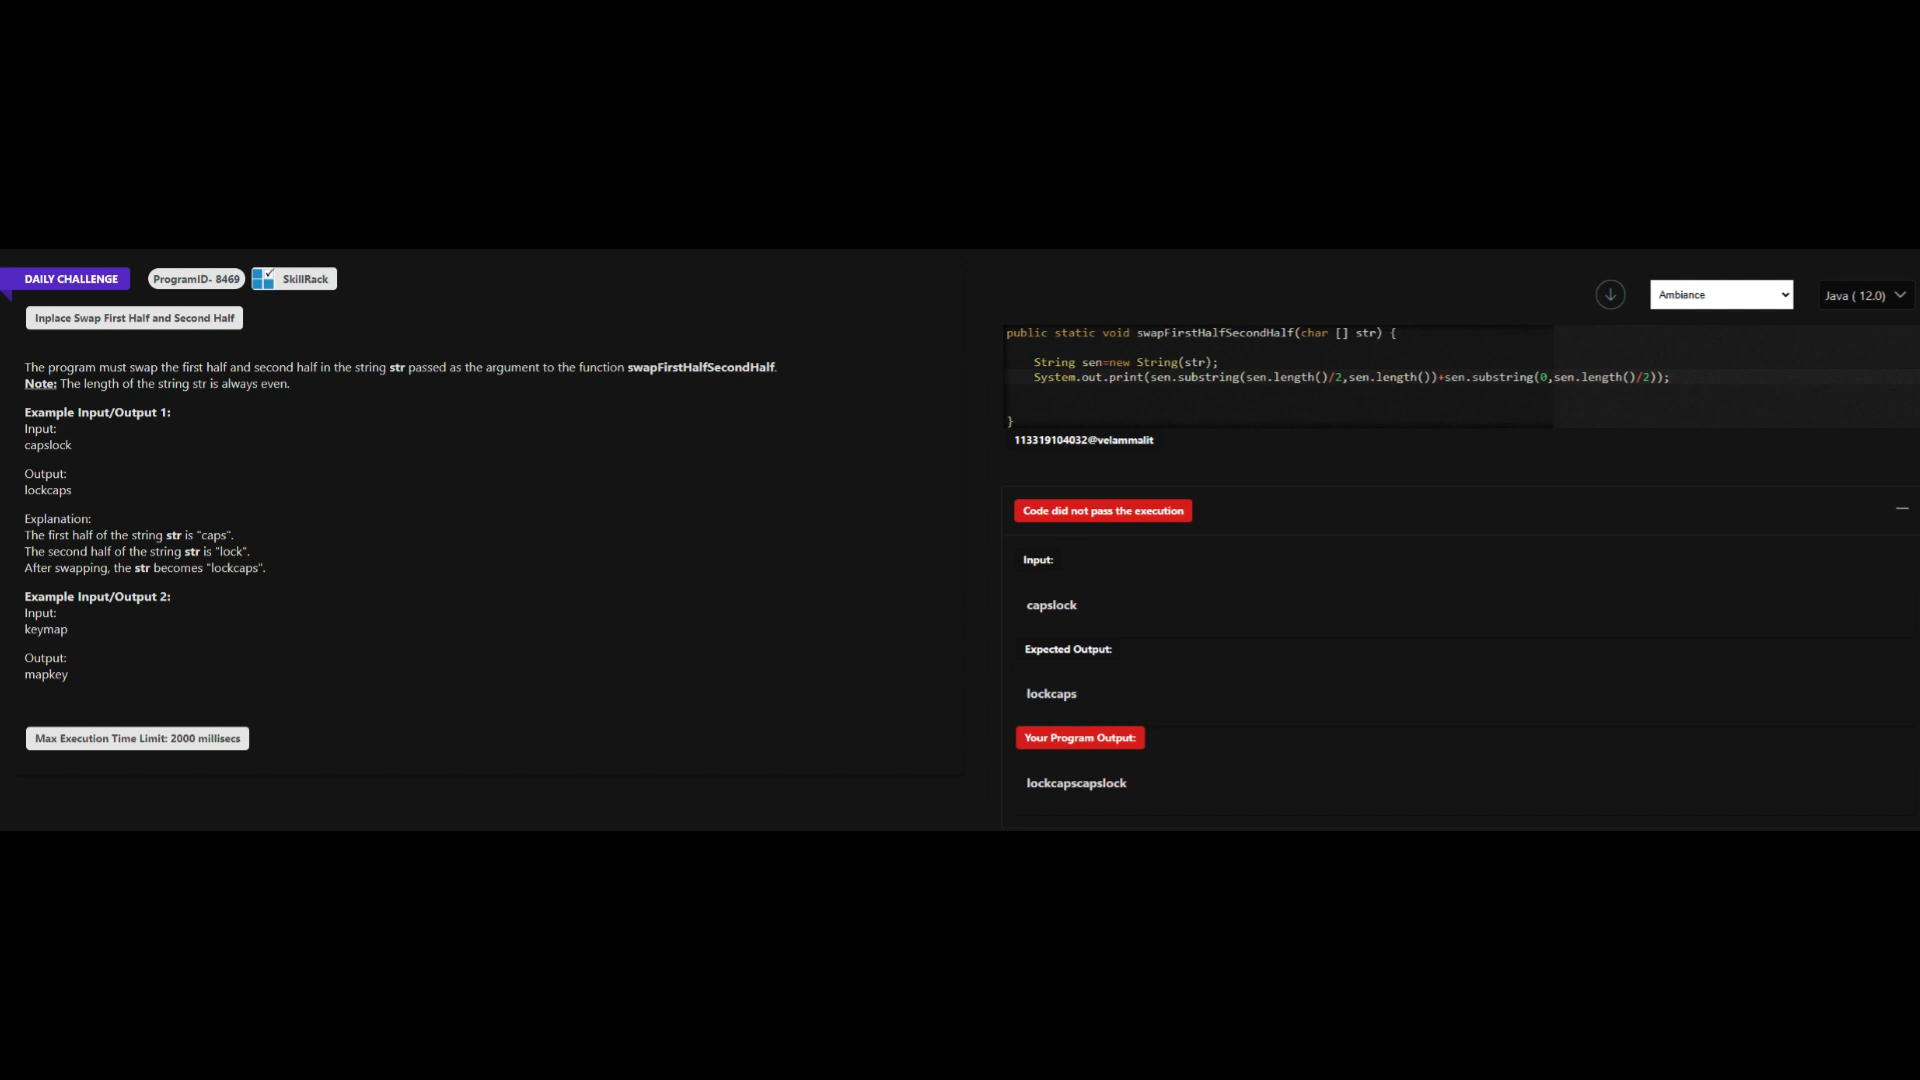 DAILY CHALLENGE ProgramID- 8469 SkillRack
Inplace Swap First Half and Second Half
The program must swap the first half and second half in the string str passed as the argument to the function swapFirstHalfSecondHalf.
Note: The length of the string str is always even.
Example Input/Output 1:
Input:
capslock
Output:
lockcaps
Explanation:
The first half of the string str is "caps".
The second half of the string str is "lock".
After swapping, the str becomes "lockcaps".
Example Input/Output 2:
Input:
keymap
Output:
mapkey
Max Execution Time Limit: 2000 millisecs
Ambiance Java ( 12.0)
public static void swapFirstHalfSecondHalf(char [] str) {
String sen=new String(str);
System.out.print(sen.substring(sen.length()/2,sen.length())+sen.substring(0,sen.length()/2));
}
113319104032@velammalit
Code did not pass the execution
Input:
capslock
Expected Output:
lockcaps
Your Program Output:
lockcapscapslock